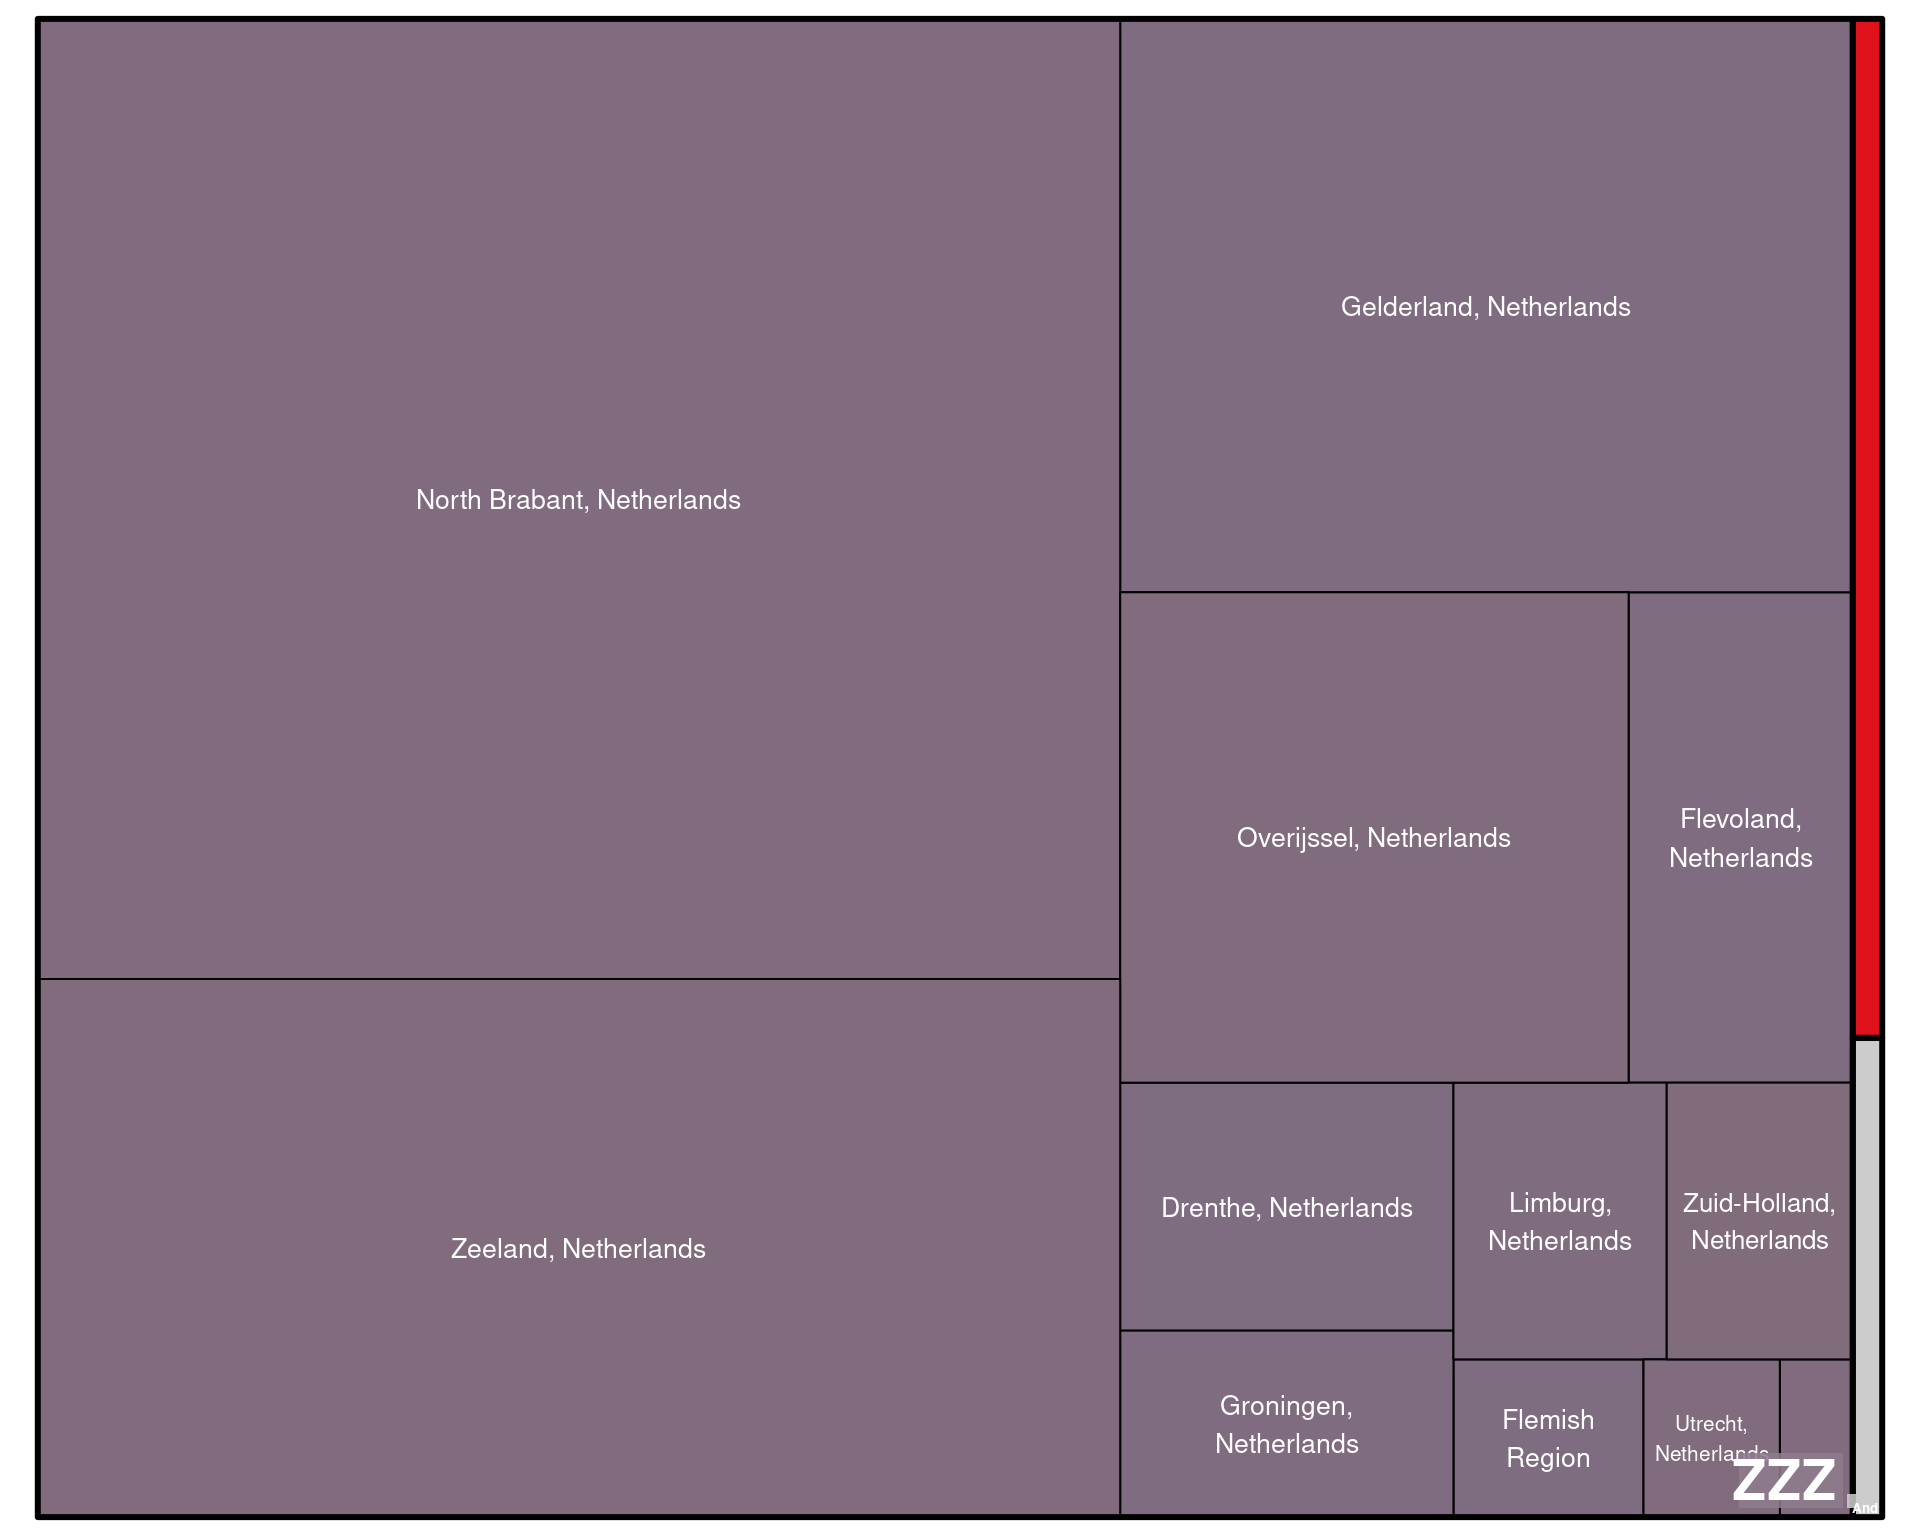 Gelderland, Netherlands
North Brabant, Netherlands
Overijssel, Netherlands
Flevoland,
Netherlands
Drenthe, Netherlands
Limburg,
Netherlands
Zuid-Holland,
Netherlands
Zeeland, Netherlands
Groningen,
Netherlands
Flemish
Region
Utrecht,
Netherlands
ZZZ
And